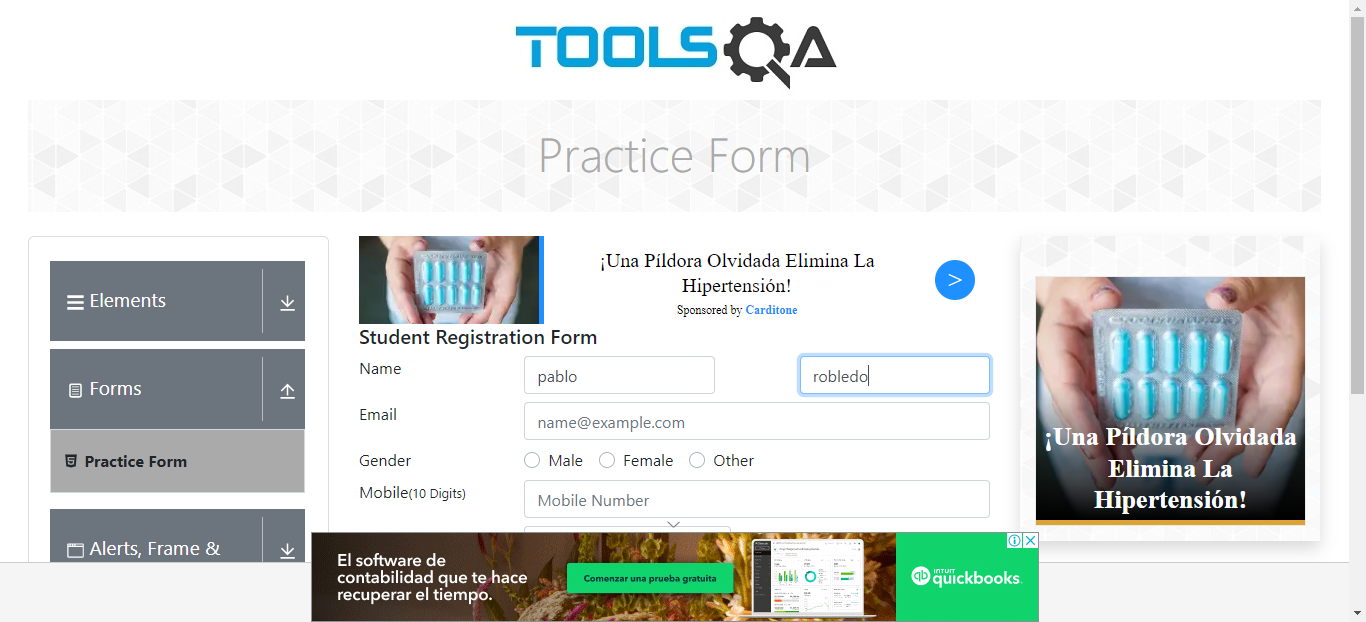 TOOLSQA
Practice Form
Elements
Forms
Practice Form
Alerts, Frame &
¡Una Píldora Olvidada Elimina La
Hipertensión!
Sponsored by Carditone
>
Student Registration Form
Name
pablo
robledo
Email
name@example.com
Gender
Male
Female
Other
Mobile(10 Digits)
Mobile Number
¡Una Píldora Olvidada
Elimina La
Hipertensión!
El software de
contabilidad que te hace
recuperar el tiempo.
Comenzar una prueba gratuita
qb INTUIT
quickbooks.